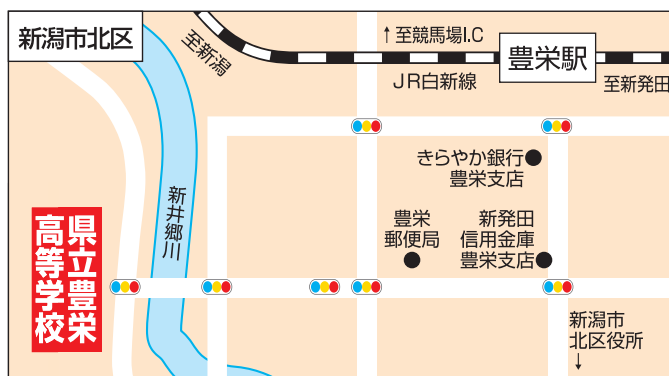 新潟市北区
至新潟
↑至競馬場I.C
JR白新線
豊栄駅
至新発田
きらやか銀行
豊栄支店
新井郷川
豊栄
郵便局
新発田
信用金庫
豊栄支店
県立豊栄
高等学校
新潟市
北区役所
↓